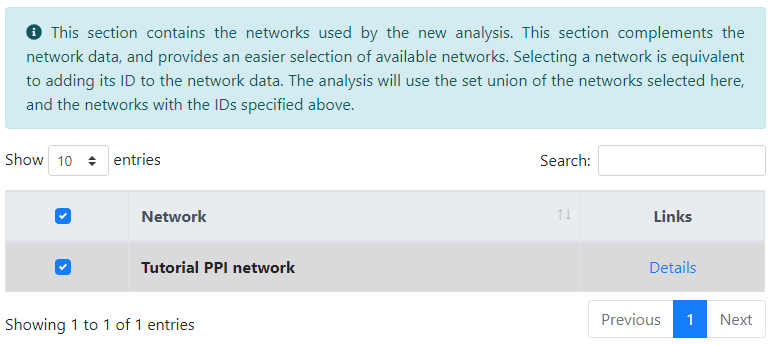 This section contains the networks used by the new analysis. This section complements the
network data, and provides an easier selection of available networks. Selecting a network is equivalent
to adding its ID to the network data. The analysis will use the set union of the networks selected here,
and the networks with the IDs specified above.
Show 10 entries Search:
Network Links
Tutorial PPI network Details
Showing 1 to 1 of 1 entries Previous 1 Next